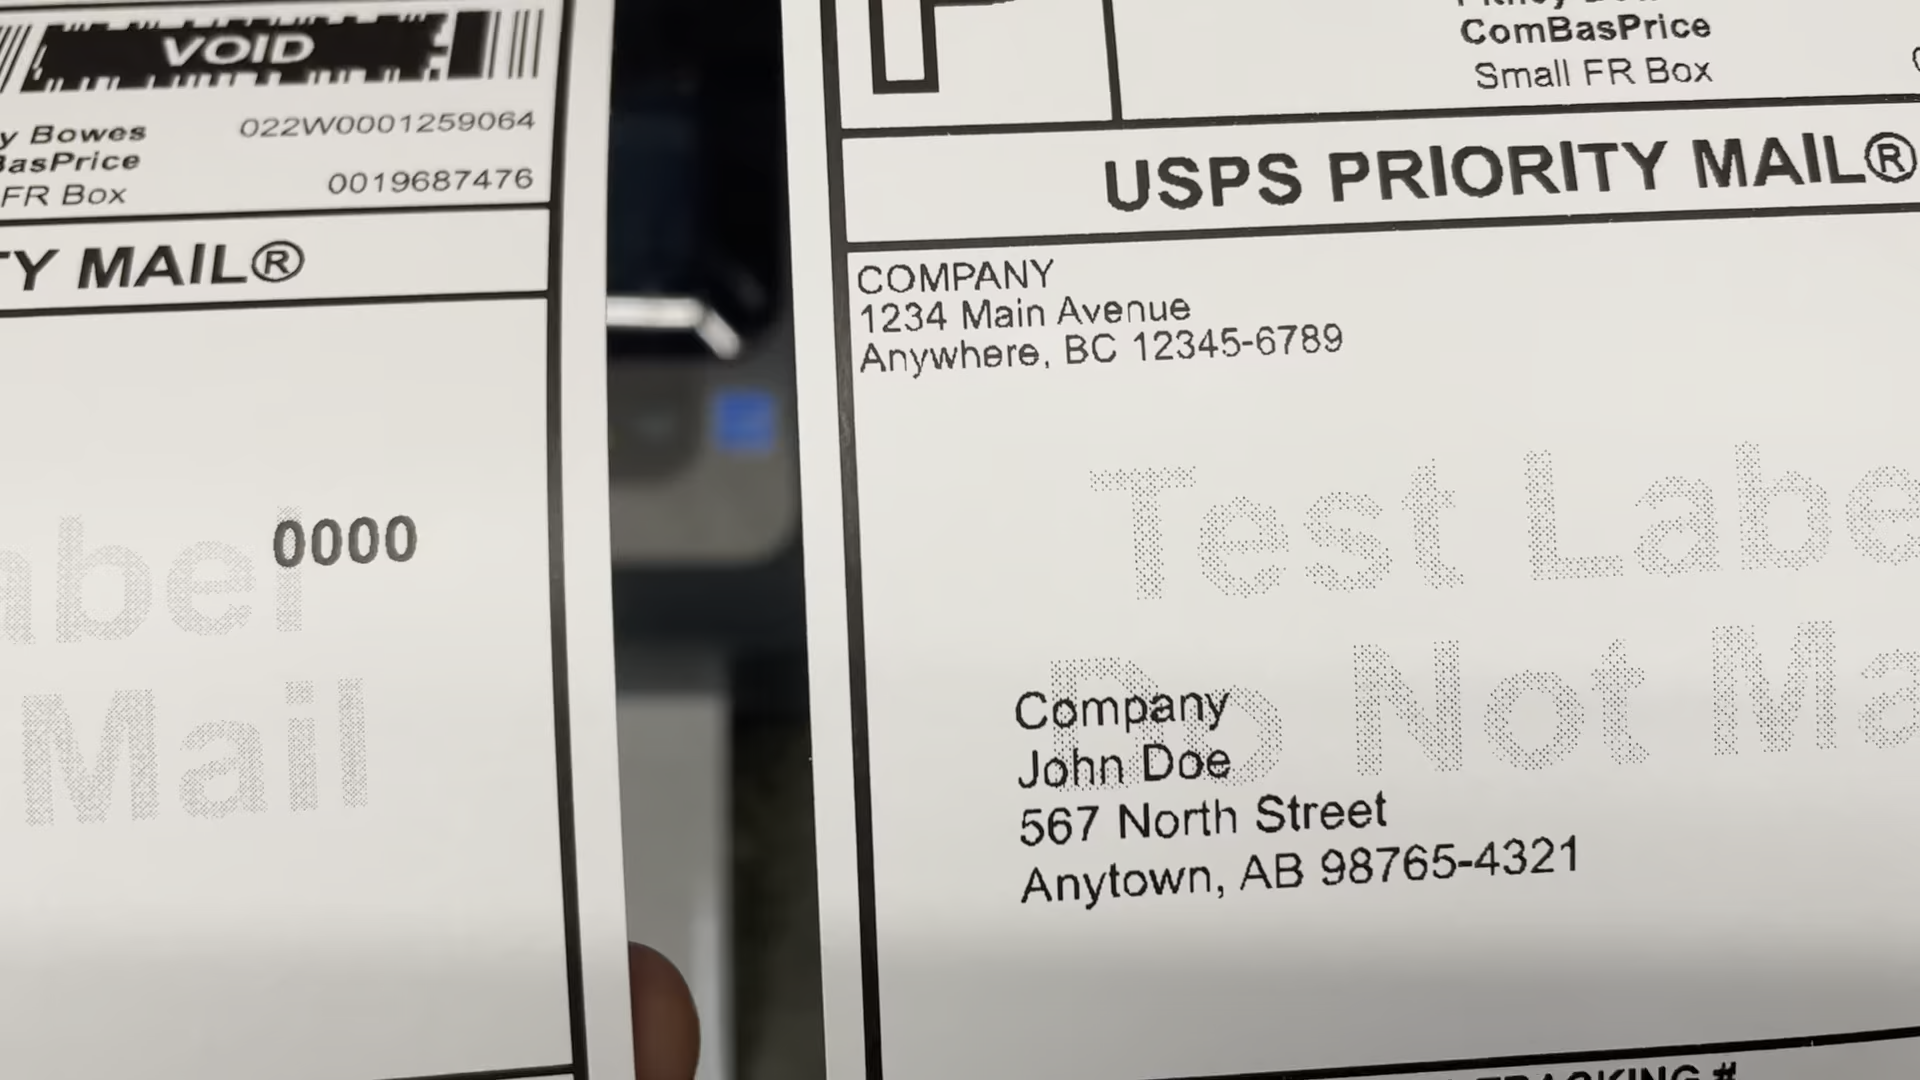 VOID
y Bowes 022W0001259064
BasPrice
FR Box 0019687476
TY MAIL®
abel 0000
Mail
ComBasPrice
Small FR Box
USPS PRIORITY MAIL®
COMPANY
1234 Main Avenue
Anywhere, BC 12345-6789
Test Labe
Do Not Ma
Company
John Doe
567 North Street
Anytown, AB 98765-4321
TRACKING #